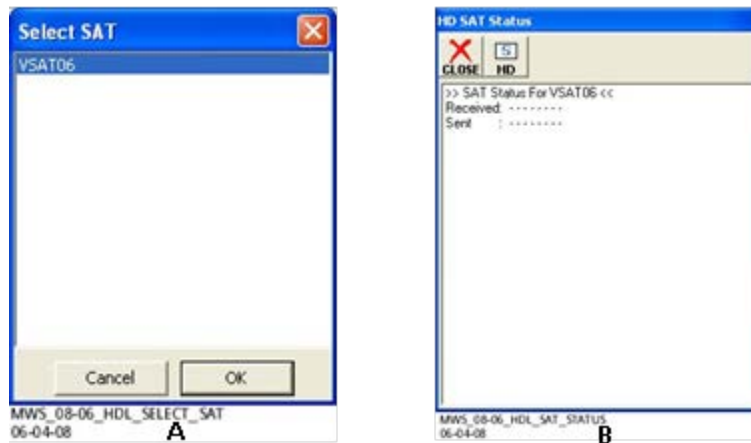 Select SAT
VSAT06
Cancel
OK
MWS_08-06_HDL_SELECT_SAT
06-04-08
A
HD SAT Status
CLOSE
S
HD
>> SAT Status For VSAT06 <<
Received: --------
Sent : --------
MWS_08-06_HDL_SAT_STATUS
06-04-08
B